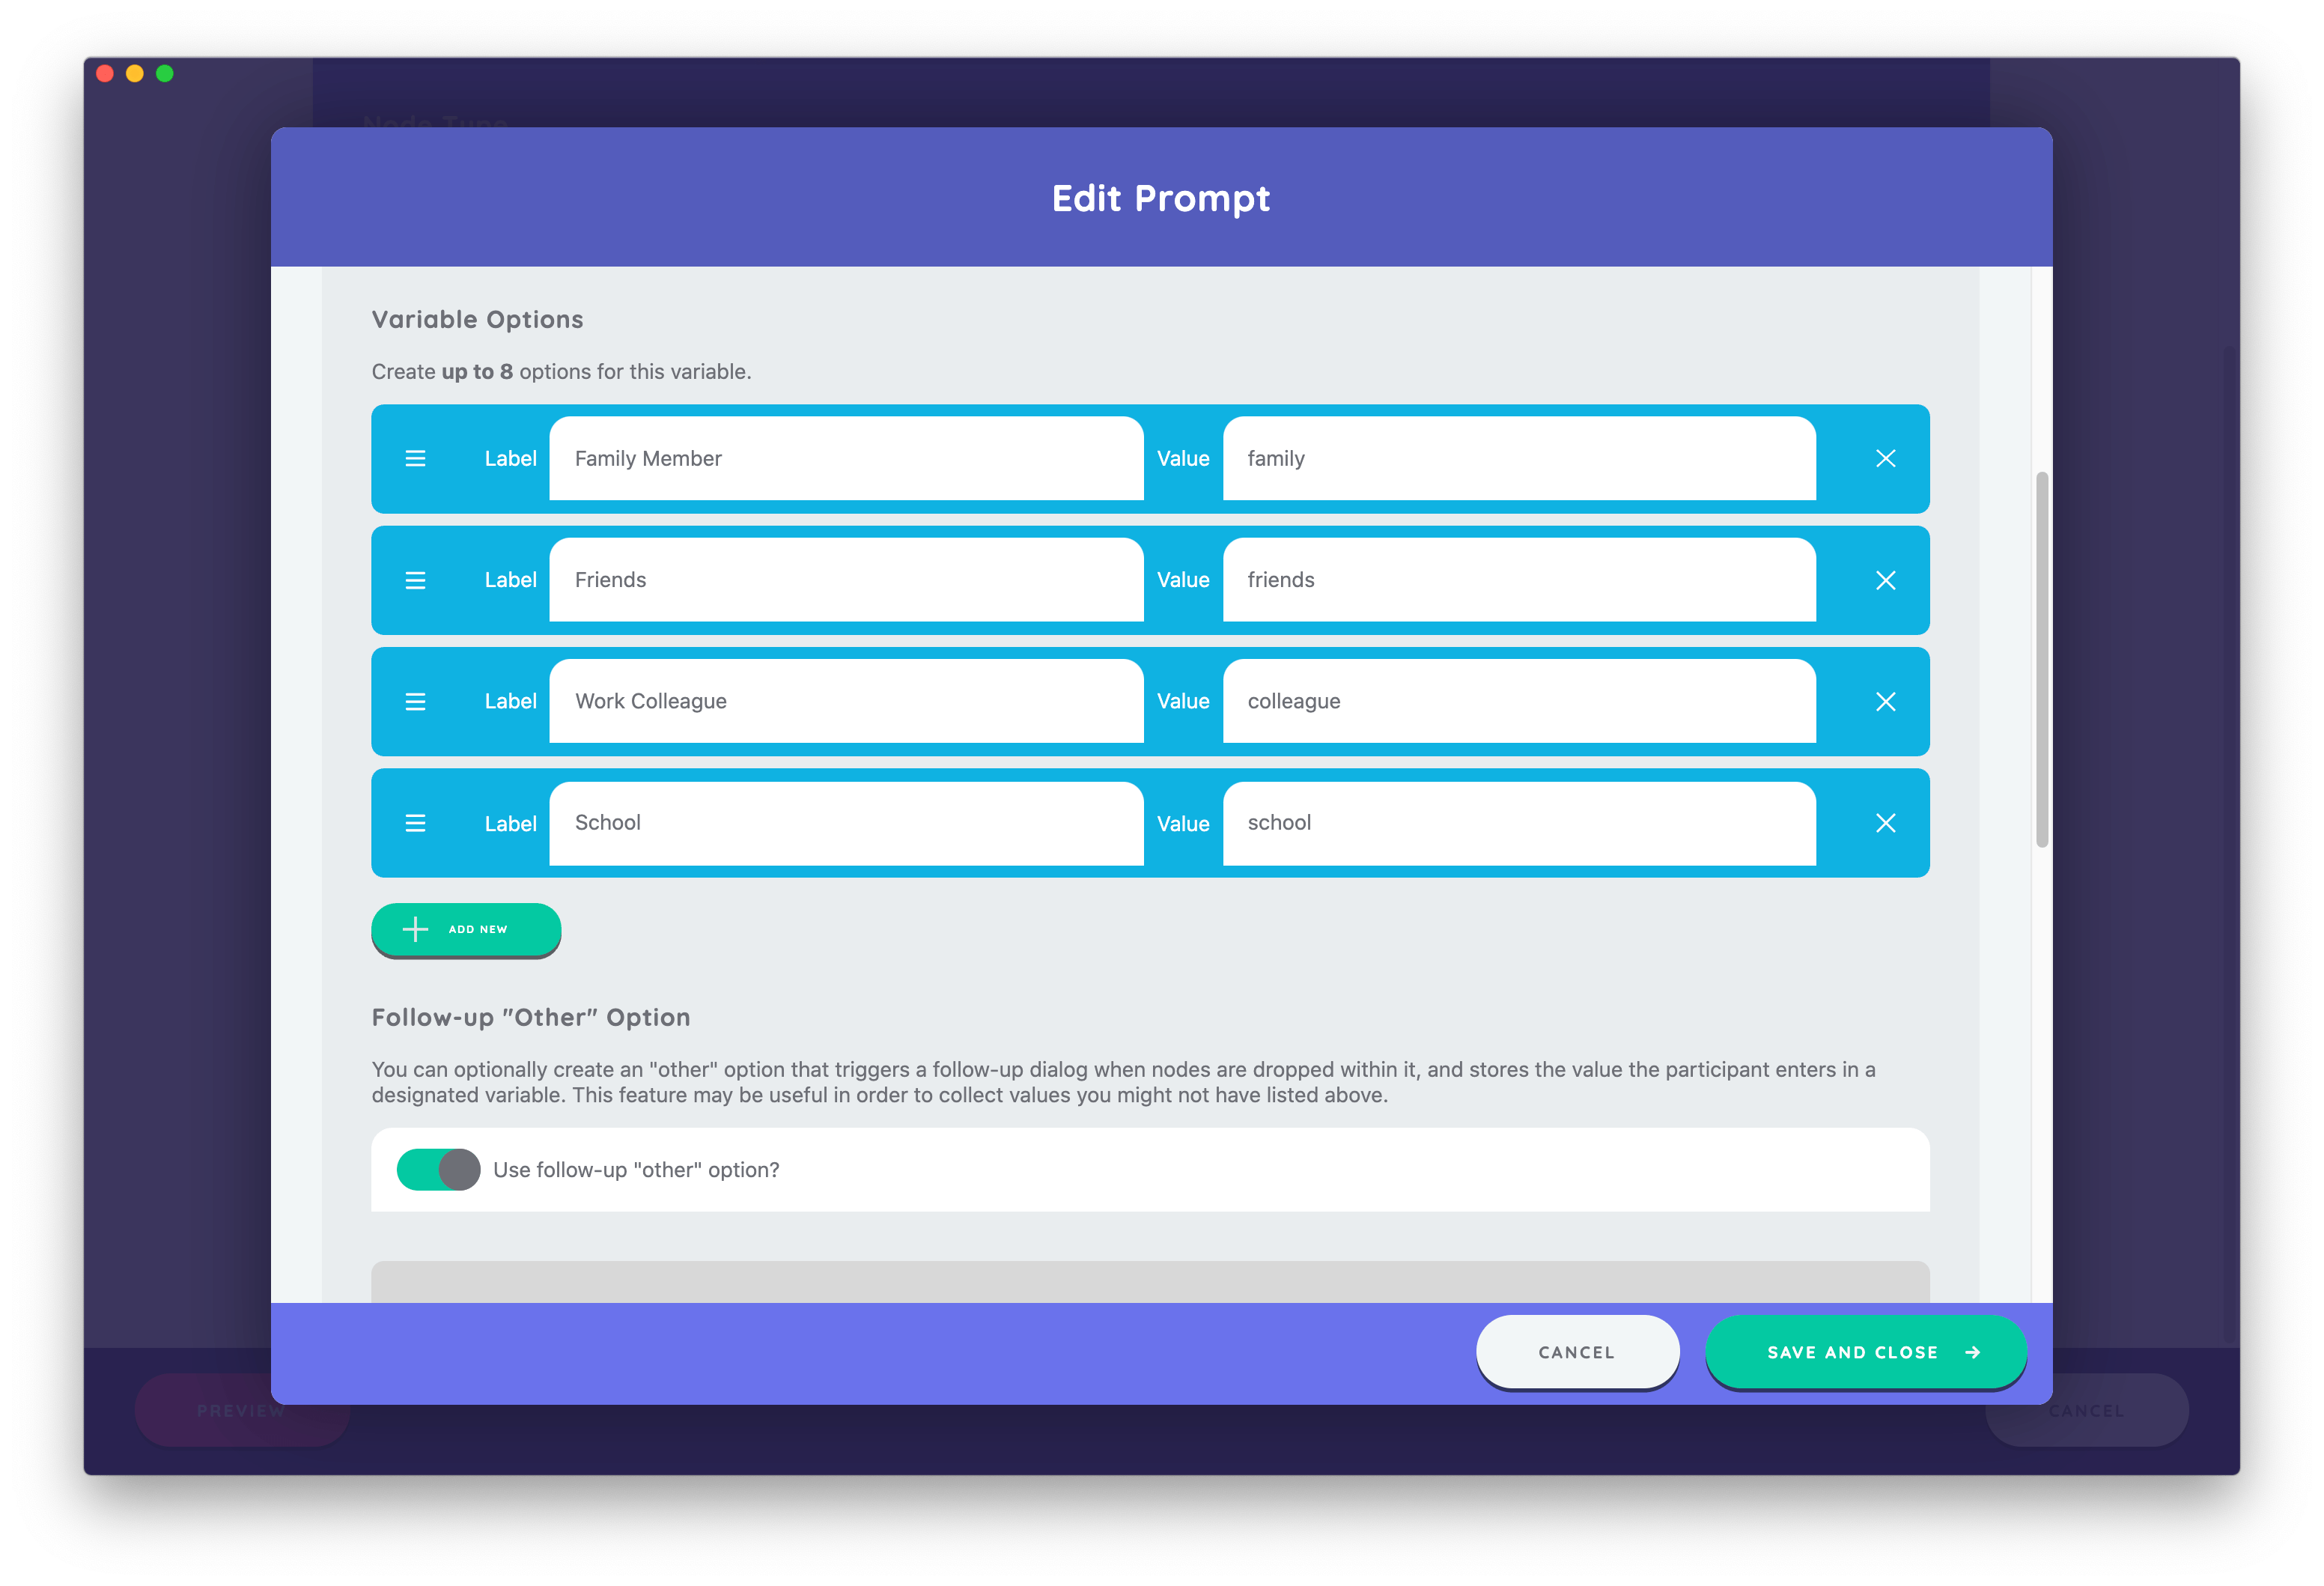 Node Type
Edit Prompt
Variable Options
Create up to 8 options for this variable.
Label Family Member Value family
Label Friends Value friends
Label Work Colleague Value colleague
Label School Value school
ADD NEW
Follow-up "Other" Option
You can optionally create an "other" option that triggers a follow-up dialog when nodes are dropped within it, and stores the value the participant enters in a
designated variable. This feature may be useful in order to collect values you might not have listed above.
Use follow-up "other" option?
CANCEL SAVE AND CLOSE
PREVIEW CANCEL